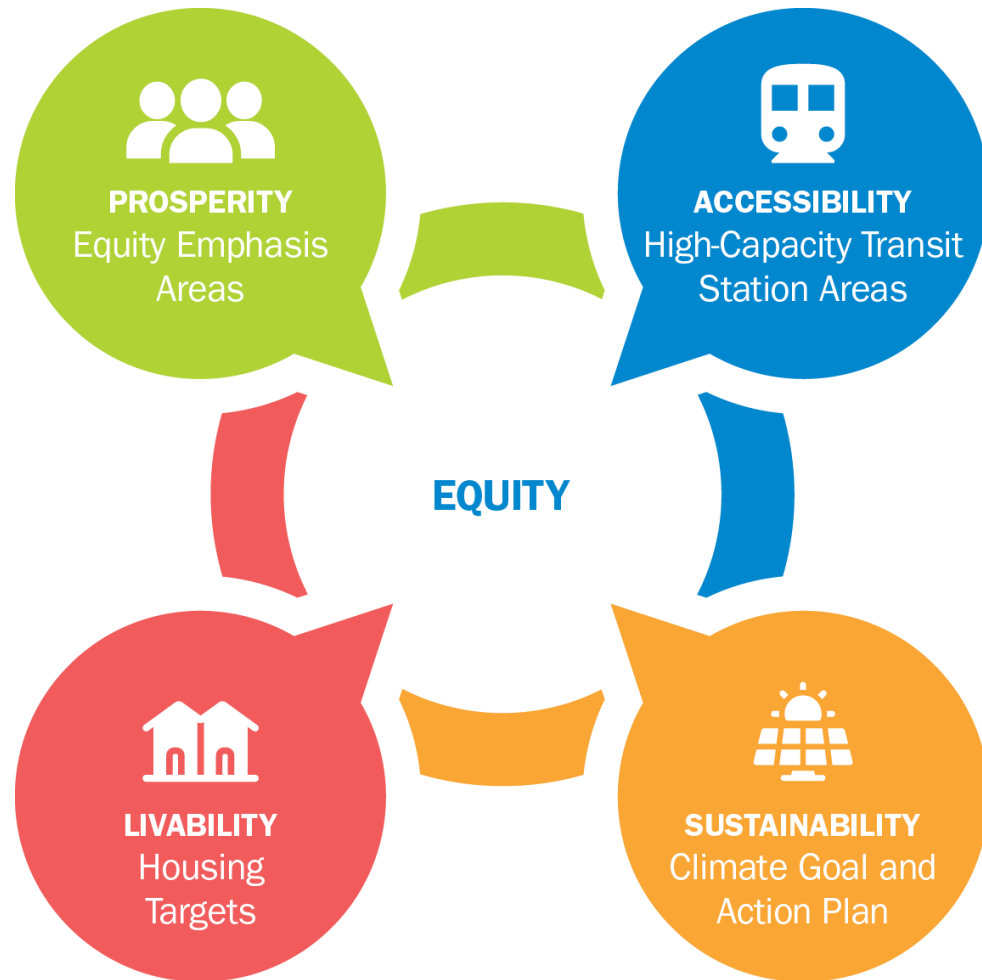 PROSPERITY
Equity Emphasis
Areas
ACCESSIBILITY
High-Capacity Transit
Station Areas
EQUITY
LIVABILITY
Housing
Targets
SUSTAINABILITY
Climate Goal and
Action Plan